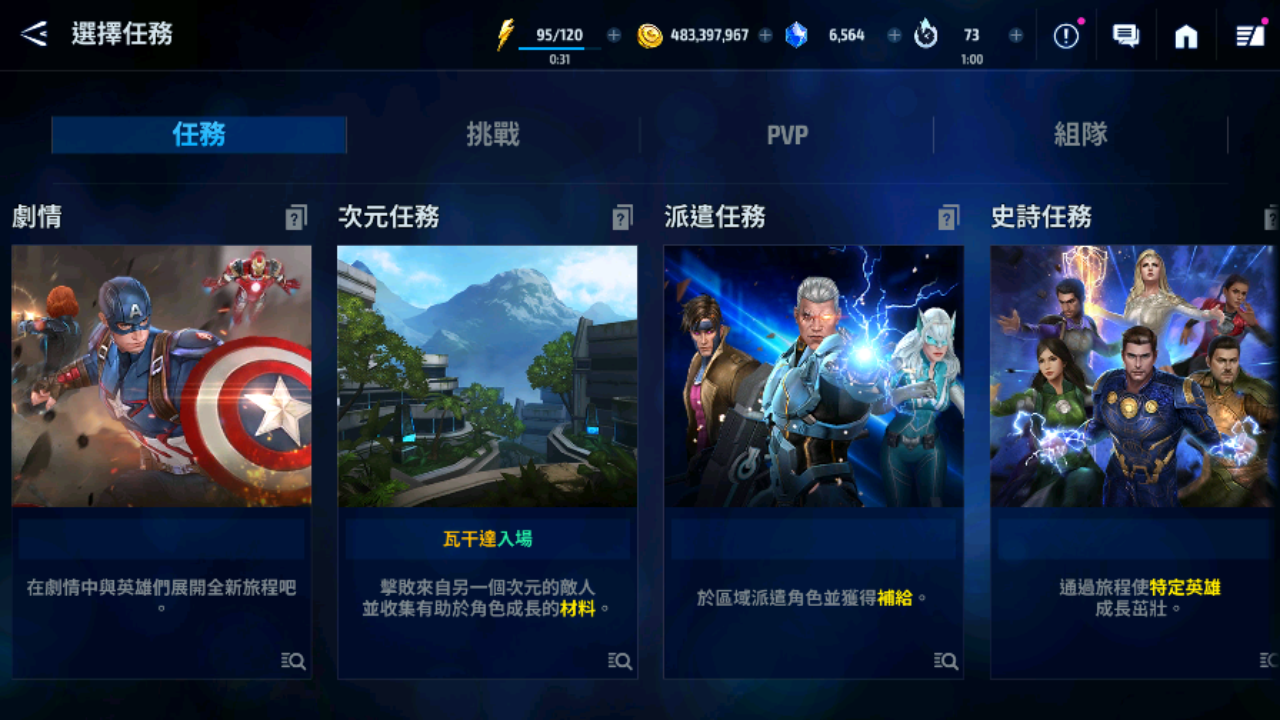 選擇任務
95/120
0:31
483,397,967
6,564
73
1:00
任務
挑戰
PVP
組隊
劇情
次元任務
派遣任務
史詩任務
瓦干達入場
在劇情中與英雄們展開全新旅程吧
。
擊敗來自另一個次元的敵人
並收集有助於角色成長的材料。
於區域派遣角色並獲得補給。
通過旅程使特定英雄
成長茁壯。